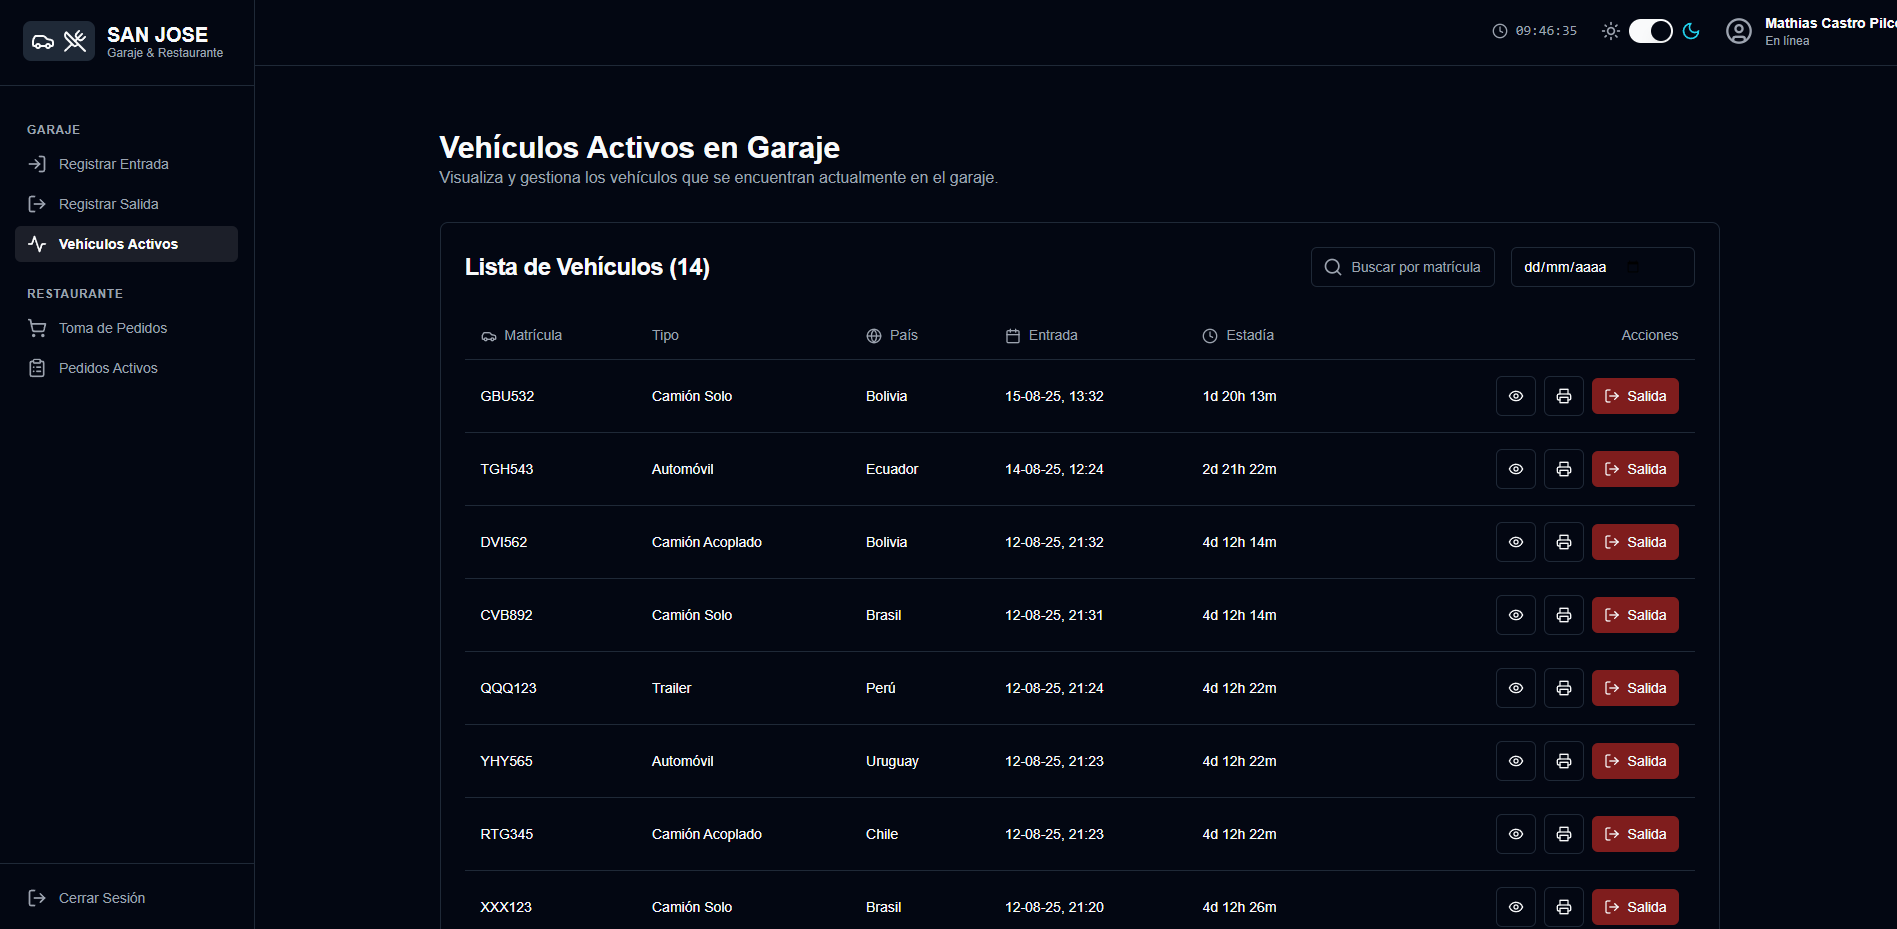 SAN JOSE
Garaje & Restaurante
09:46:35
Mathias Castro Pilco
En línea
GARAJE
Registrar Entrada
Registrar Salida
Vehículos Activos
RESTAURANTE
Toma de Pedidos
Pedidos Activos
Cerrar Sesión
Vehículos Activos en Garaje
Visualiza y gestiona los vehículos que se encuentran actualmente en el garaje.
Lista de Vehículos (14)
Buscar por matrícula
dd/mm/aaaa
Matrícula Tipo País Entrada Estadía Acciones
GBU532 Camión Solo Bolivia 15-08-25, 13:32 1d 20h 13m Salida
TGH543 Automóvil Ecuador 14-08-25, 12:24 2d 21h 22m Salida
DVI562 Camión Acoplado Bolivia 12-08-25, 21:32 4d 12h 14m Salida
CVB892 Camión Solo Brasil 12-08-25, 21:31 4d 12h 14m Salida
QQQ123 Trailer Perú 12-08-25, 21:24 4d 12h 22m Salida
YHY565 Automóvil Uruguay 12-08-25, 21:23 4d 12h 22m Salida
RTG345 Camión Acoplado Chile 12-08-25, 21:23 4d 12h 22m Salida
XXX123 Camión Solo Brasil 12-08-25, 21:20 4d 12h 26m Salida